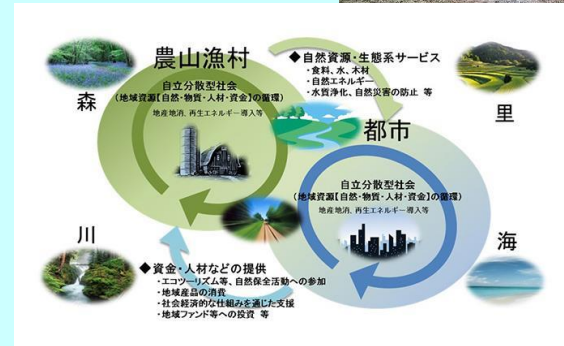 農山漁村
自立分散型社会
(地域資源【自然・物質・人材・資金】の循環)
地産地消、再生エネルギー導入等
◆自然資源・生態系サービス
・食料、水、木材
・自然エネルギー
・水質浄化、自然災害の防止 等
森
里
都市
自立分散型社会
(地域資源【自然・物質・人材・資金】の循環)
地産地消、再生エネルギー導入等
川
海
◆資金・人材などの提供
・エコツーリズム等、自然保全活動への参加
・地域産品の消費
・社会経済的な仕組みを通じた支援
・地域ファンド等への投資 等